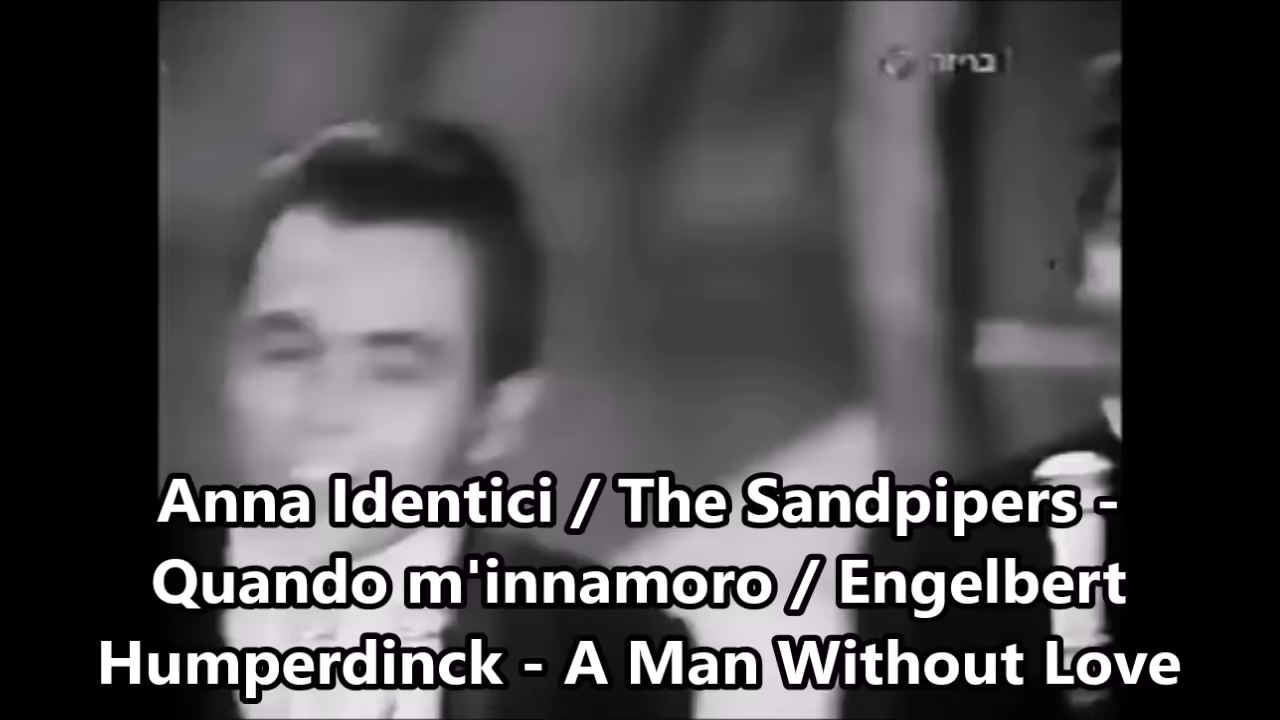 Anna Identici / The Sandpipers -
Quando m'innamoro / Engelbert
Humperdinck - A Man Without Love